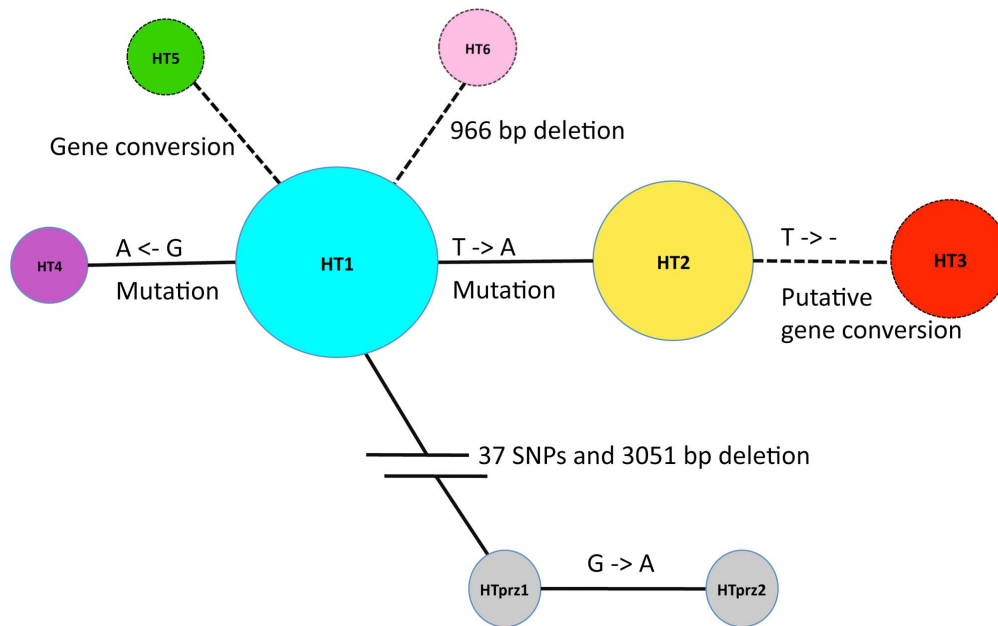 HT5
HT6
Gene conversion
966 bp deletion
HT4
A <- G
Mutation
HT1
T -> A
Mutation
HT2
T -> -
Putative
gene conversion
HT3
37 SNPs and 3051 bp deletion
HTprz1
G -> A
HTprz2